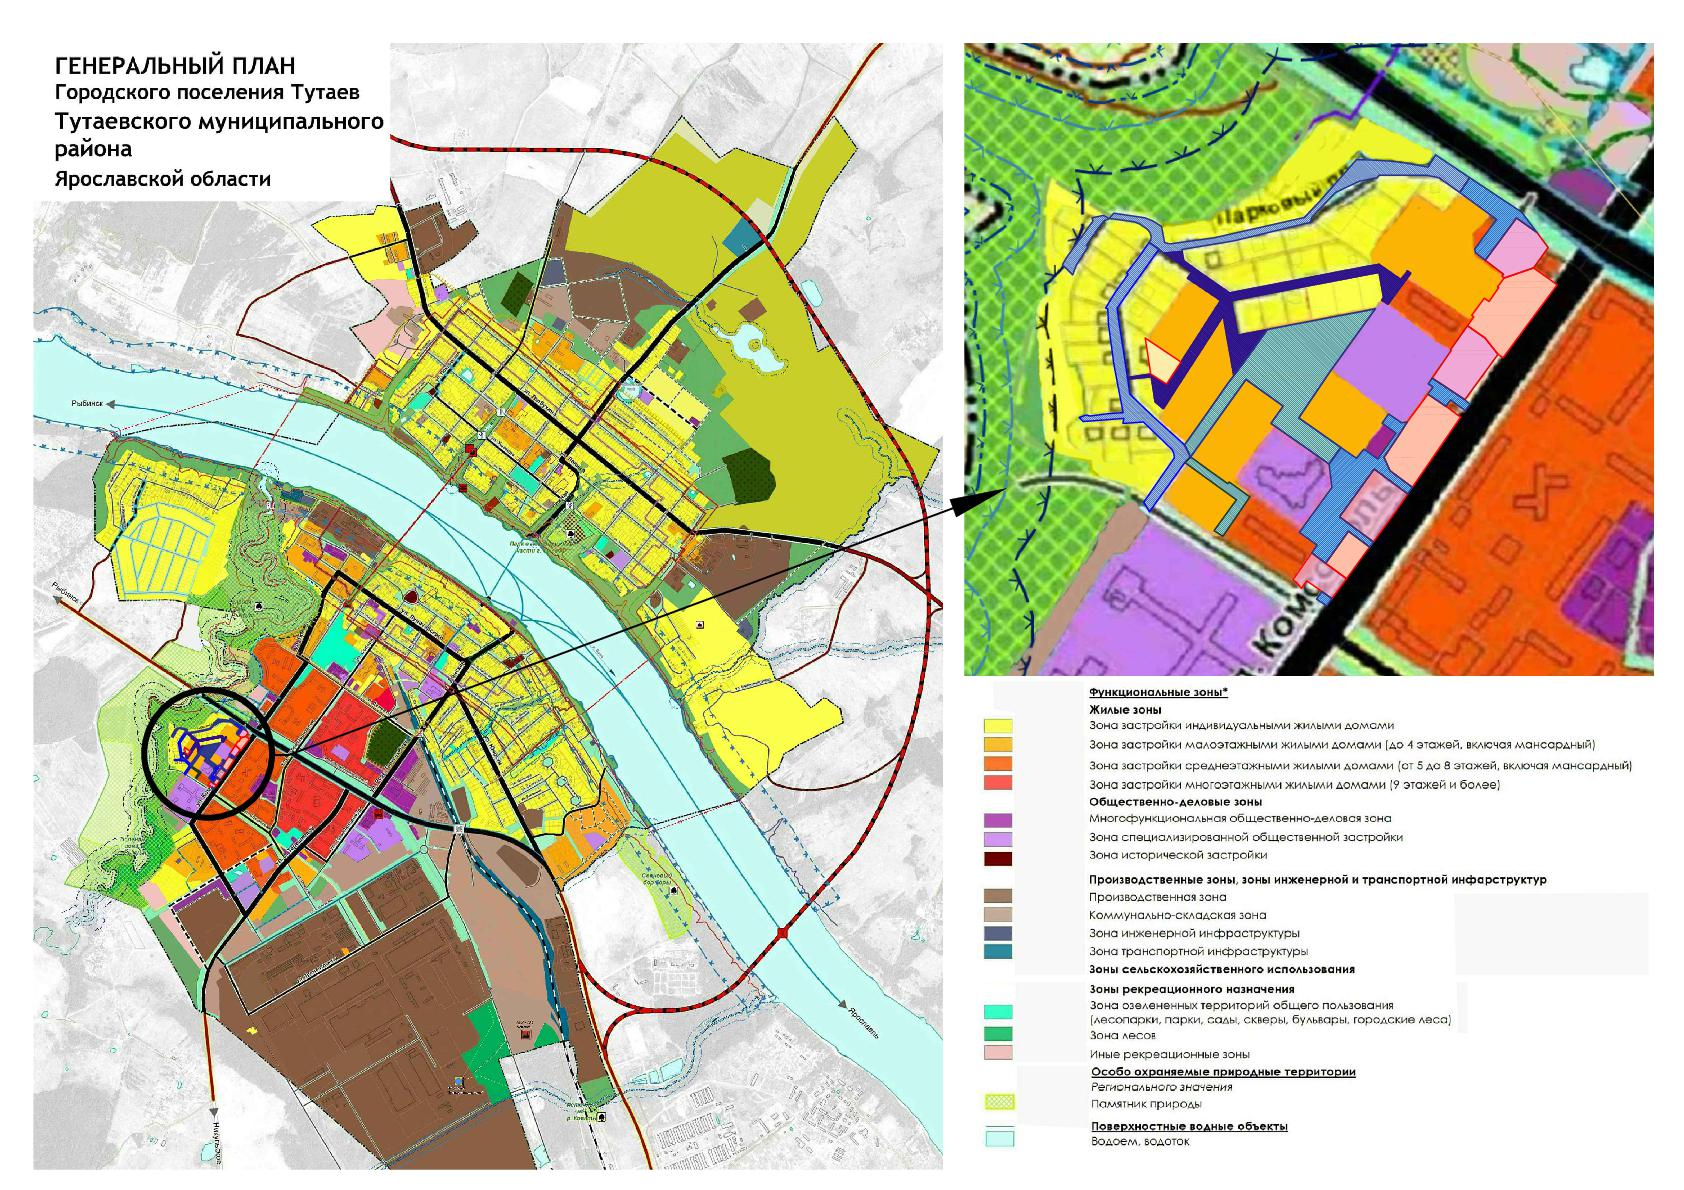 ГЕНЕРАЛЬНЫЙ ПЛАН
Городского поселения Тутаев
Тутаевского муниципального
района
Ярославской области
Рыбинск
Рыбинск
Ярославль
Парковый
Функциональные зоны*
Жилые зоны
Зона застройки индивидуальными жилыми домами
Зона застройки малоэтажными жилыми домами (до 4 этажей, включая мансардный)
Зона застройки среднеэтажными жилыми домами (от 5 до 8 этажей, включая мансардный)
Зона застройки многоэтажными жилыми домами (9 этажей и более)
Общественно-деловые зоны
Многофункциональная общественно-деловая зона
Зона специализированной общественной застройки
Зона исторической застройки
Производственные зоны, зоны инженерной и транспортной инфарструктур
Производственная зона
Коммунально-складская зона
Зона инженерной инфраструктуры
Зона транспортной инфраструктуры
Зоны сельскохозяйственного использования
Зоны рекреационного назначения
Зона озелененных территорий общего пользования
(лесопарки, парки, сады, скверы, бульвары, городские леса)
Зона лесов
Иные рекреационные зоны
Особо охраняемые природные территории
Регионального значения
Памятник природы
Поверхностные водные объекты
Водоем, водоток